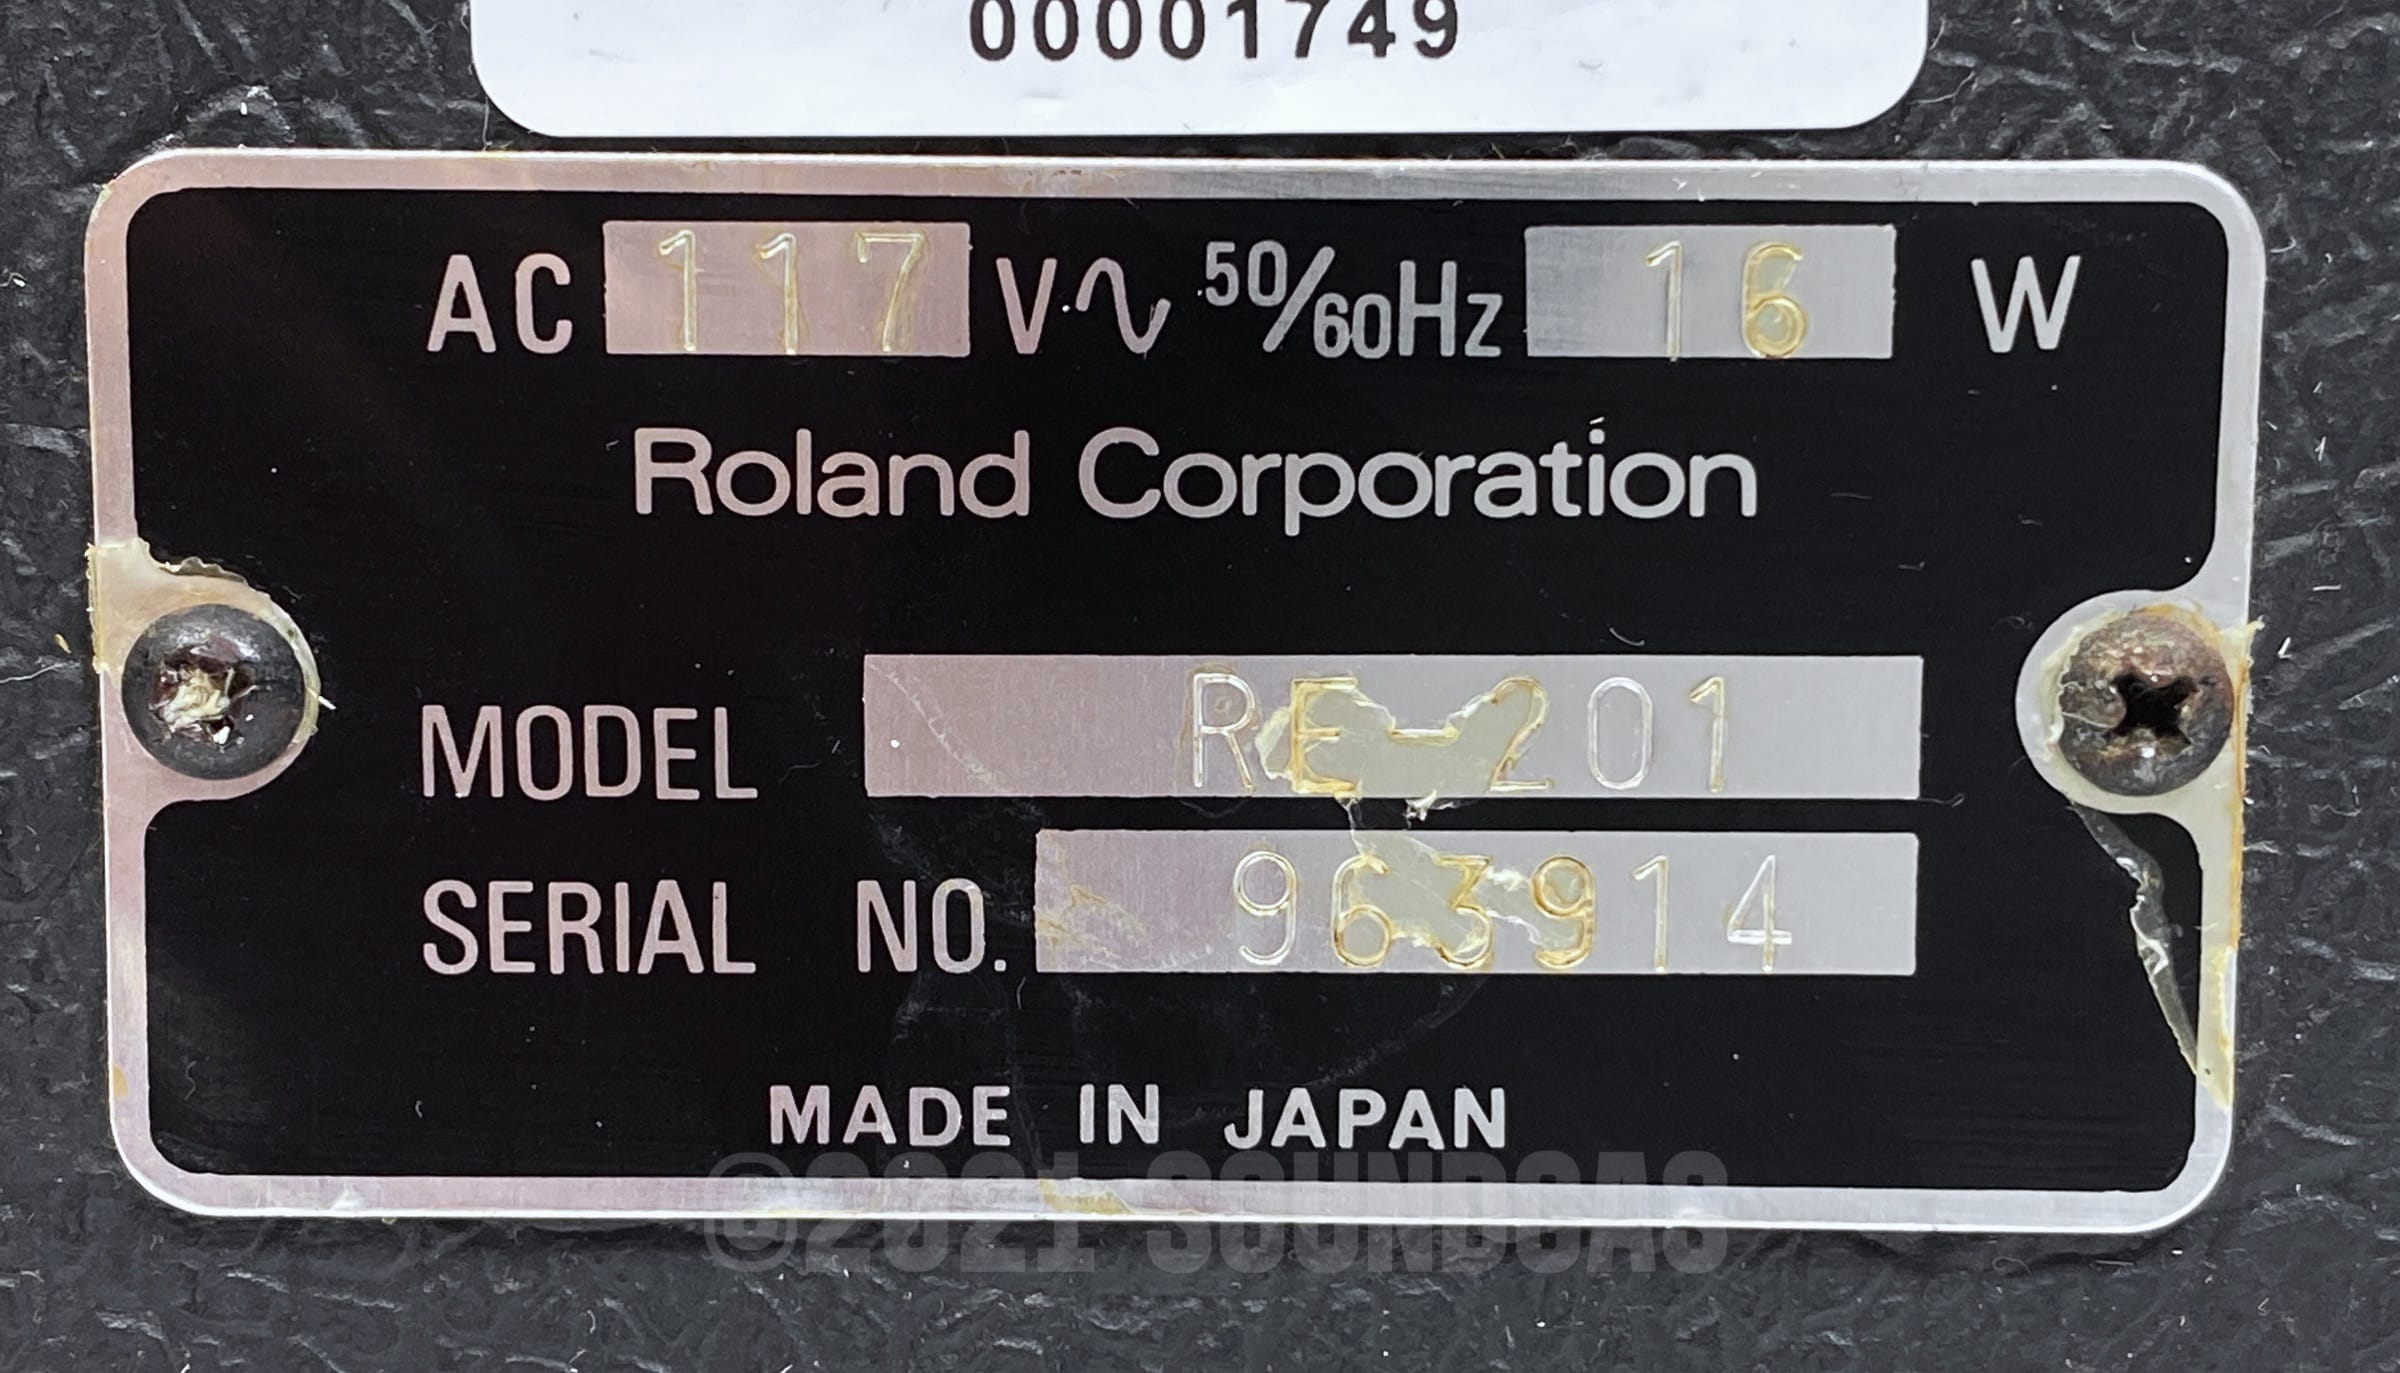 00001749
AC 117 V∿ 50/60Hz 16 W
Roland Corporation
MODEL RE-201
SERIAL NO. 963914
MADE IN JAPAN
©2021 SOUNDGAS